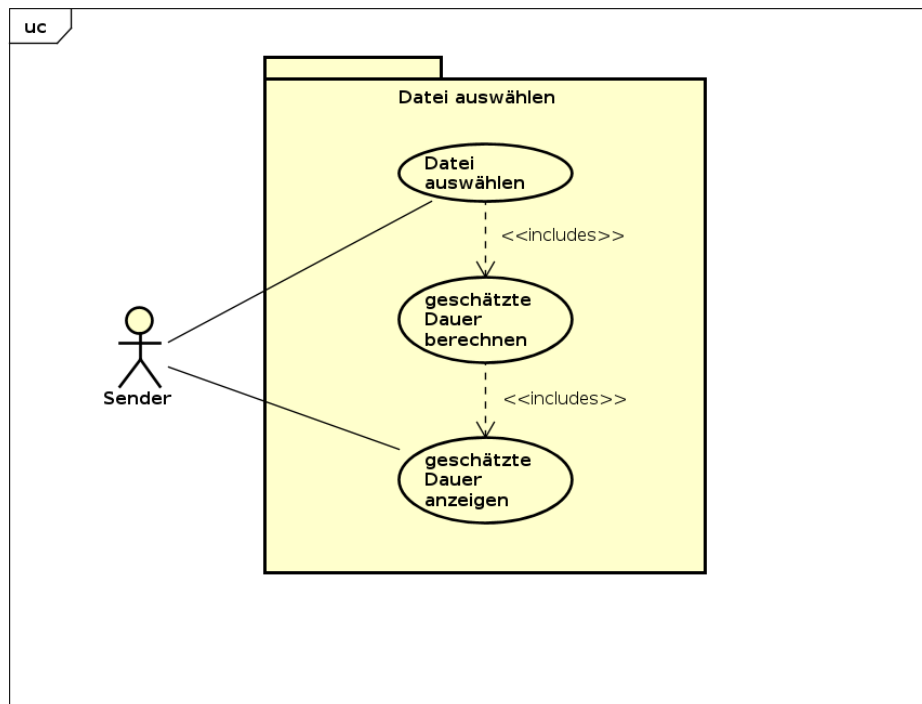 uc
Datei auswählen
Datei
auswählen
<<includes>>
geschätzte
Dauer
berechnen
<<includes>>
geschätzte
Dauer
anzeigen
Sender